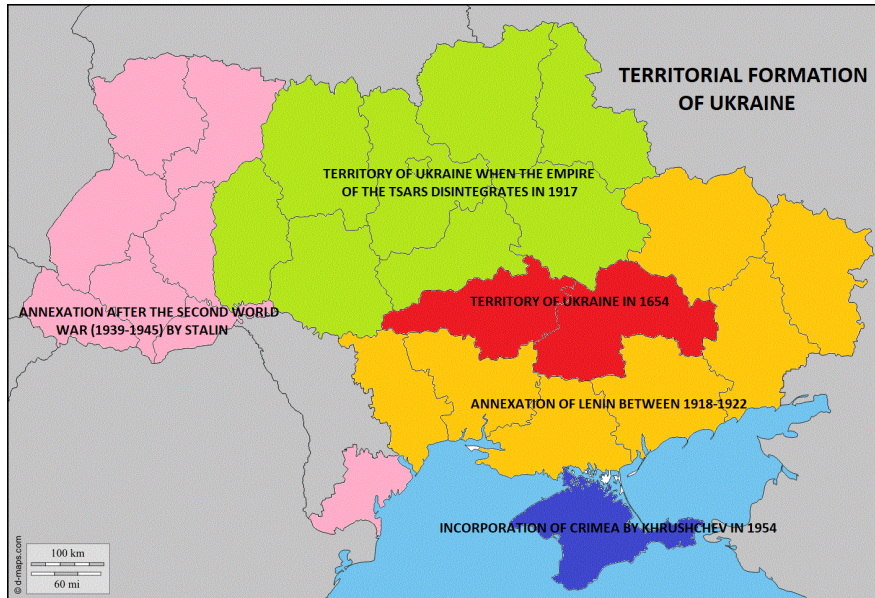 TERRITORIAL FORMATION
OF UKRAINE
TERRITORY OF UKRAINE WHEN THE EMPIRE
OF THE TSARS DISINTEGRATES IN 1917
TERRITORY OF UKRAINE IN 1654
ANNEXATION AFTER THE SECOND WORLD
WAR (1939-1945) BY STALIN
ANNEXATION OF LENIN BETWEEN 1918-1922
INCORPORATION OF CRIMEA BY KHRUSHCHEV IN 1954
100 km
60 mi
© d-maps.com